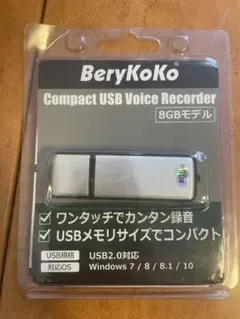 BeryKoKo
Compact USB Voice Recorder
8GBモデル
ワンタッチでカンタン録音
USBメモリサイズでコンパクト
USB規格 USB2.0対応
対応OS Windows 7 / 8 / 8.1 / 10